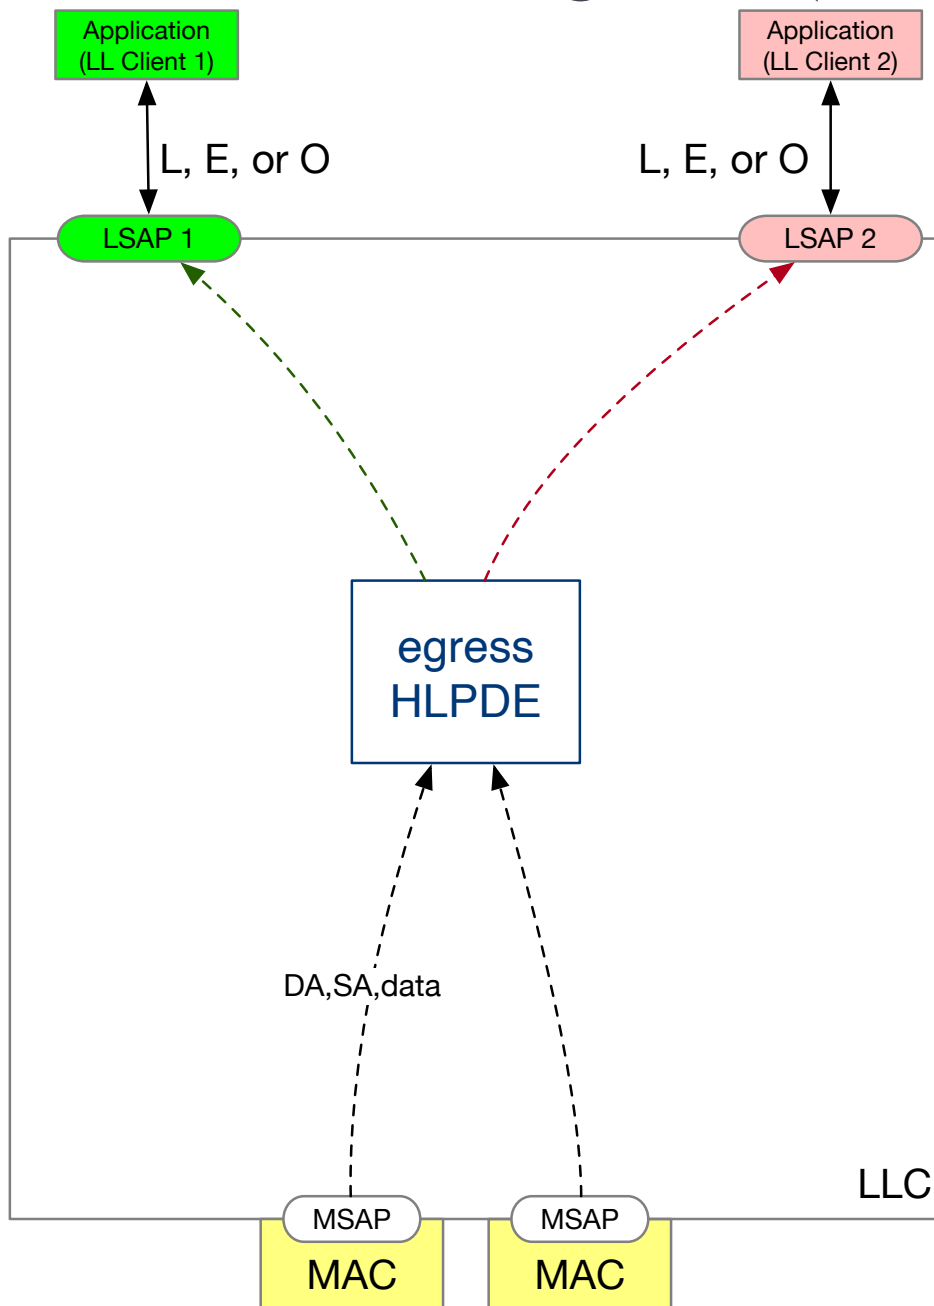 Application
(LL Client 1)
Application
(LL Client 2)
L, E, or O
L, E, or O
LSAP 1
LSAP 2
egress
HLPDE
DA,SA,data
LLC
MSAP
MSAP
MAC
MAC